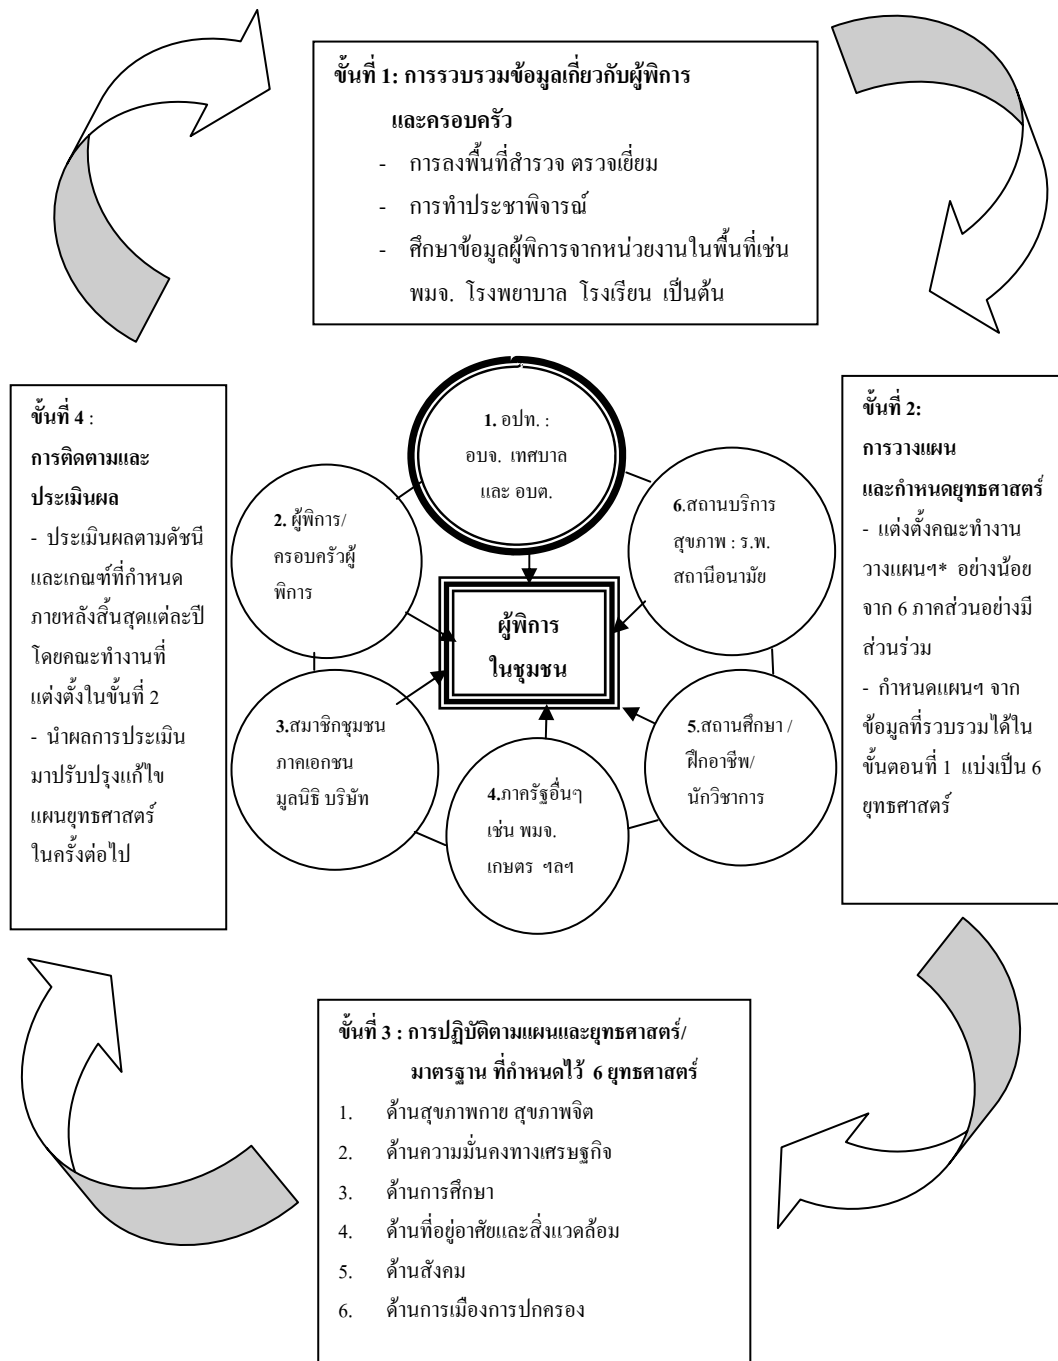 ขั้นที่ 1: การรวบรวมข้อมูลเกี่ยวกับผู้พิการ
และครอบครัว
- การลงพื้นที่สำรวจ ตรวจเยี่ยม
- การทำประชาพิจารณ์
- ศึกษาข้อมูลผู้พิการจากหน่วยงานในพื้นที่เช่น
พมจ. โรงพยาบาล โรงเรียน เป็นต้น
ขั้นที่ 2:
การวางแผน
และกำหนดยุทธศาสตร์
- แต่งตั้งคณะทำงาน
วางแผนฯ* อย่างน้อย
จาก 6 ภาคส่วนอย่างมี
ส่วนร่วม
- กำหนดแผนฯ จาก
ข้อมูลที่รวบรวมได้ใน
ขั้นตอนที่ 1 แบ่งเป็น 6
ยุทธศาสตร์
ขั้นที่ 4 :
การติดตามและ
ประเมินผล
- ประเมินผลตามดัชนี
และเกณฑ์ที่กำหนด
ภายหลังสิ้นสุดแต่ละปี
โดยคณะทำงานที่
แต่งตั้งในขั้นที่ 2
- นำผลการประเมิน
มาปรับปรุงแก้ไข
แผนยุทธศาสตร์
ในครั้งต่อไป
1. อปท. :
อบจ. เทศบาล
และ อบต.
2. ผู้พิการ/
ครอบครัวผู้
พิการ
3.สมาชิกชุมชน
ภาคเอกชน
มูลนิธิ บริษัท
4.ภาครัฐอื่นๆ
เช่น พมจ.
เกษตร ฯลฯ
5.สถานศึกษา /
ฝึกอาชีพ/
นักวิชาการ
6.สถานบริการ
สุขภาพ : ร.พ.
สถานีอนามัย
ผู้พิการ
ในชุมชน
ขั้นที่ 3 : การปฏิบัติตามแผนและยุทธศาสตร์/
มาตรฐาน ที่กำหนดไว้ 6 ยุทธศาสตร์
1. ด้านสุขภาพกาย สุขภาพจิต
2. ด้านความมั่นคงทางเศรษฐกิจ
3. ด้านการศึกษา
4. ด้านที่อยู่อาศัยและสิ่งแวดล้อม
5. ด้านสังคม
6. ด้านการเมืองการปกครอง